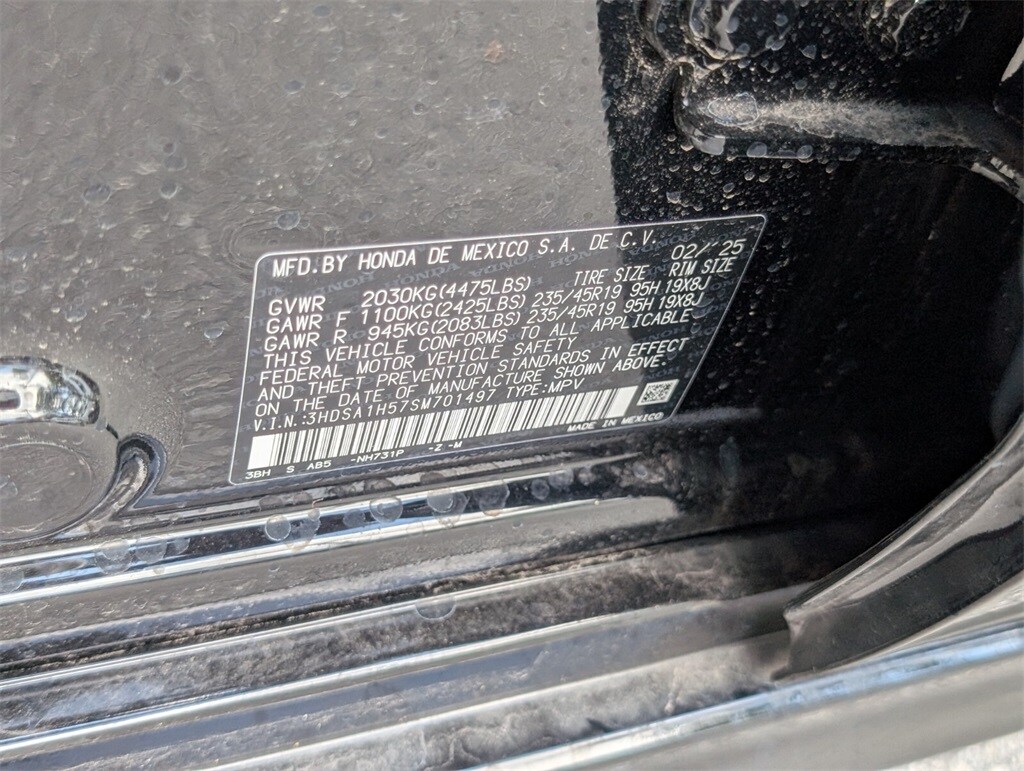 MFD. BY HONDA DE MEXICO S.A. DE C.V. 02/'25
TIRE SIZE RIM SIZE
GVWR 2030KG(4475LBS)
GAWR F 1100KG(2425LBS) 235/45R19 95H 19X8J
GAWR R 945KG(2083LBS) 235/45R19 95H 19X8J
THIS VEHICLE CONFORMS TO ALL APPLICABLE
FEDERAL MOTOR VEHICLE SAFETY
AND THEFT PREVENTION STANDARDS IN EFFECT
ON THE DATE OF MANUFACTURE SHOWN ABOVE
V.I.N.:3HDSA1H57SM701497 TYPE:MPV
MADE IN MEXICO
3BH S AB5 -NH731P -Z -M